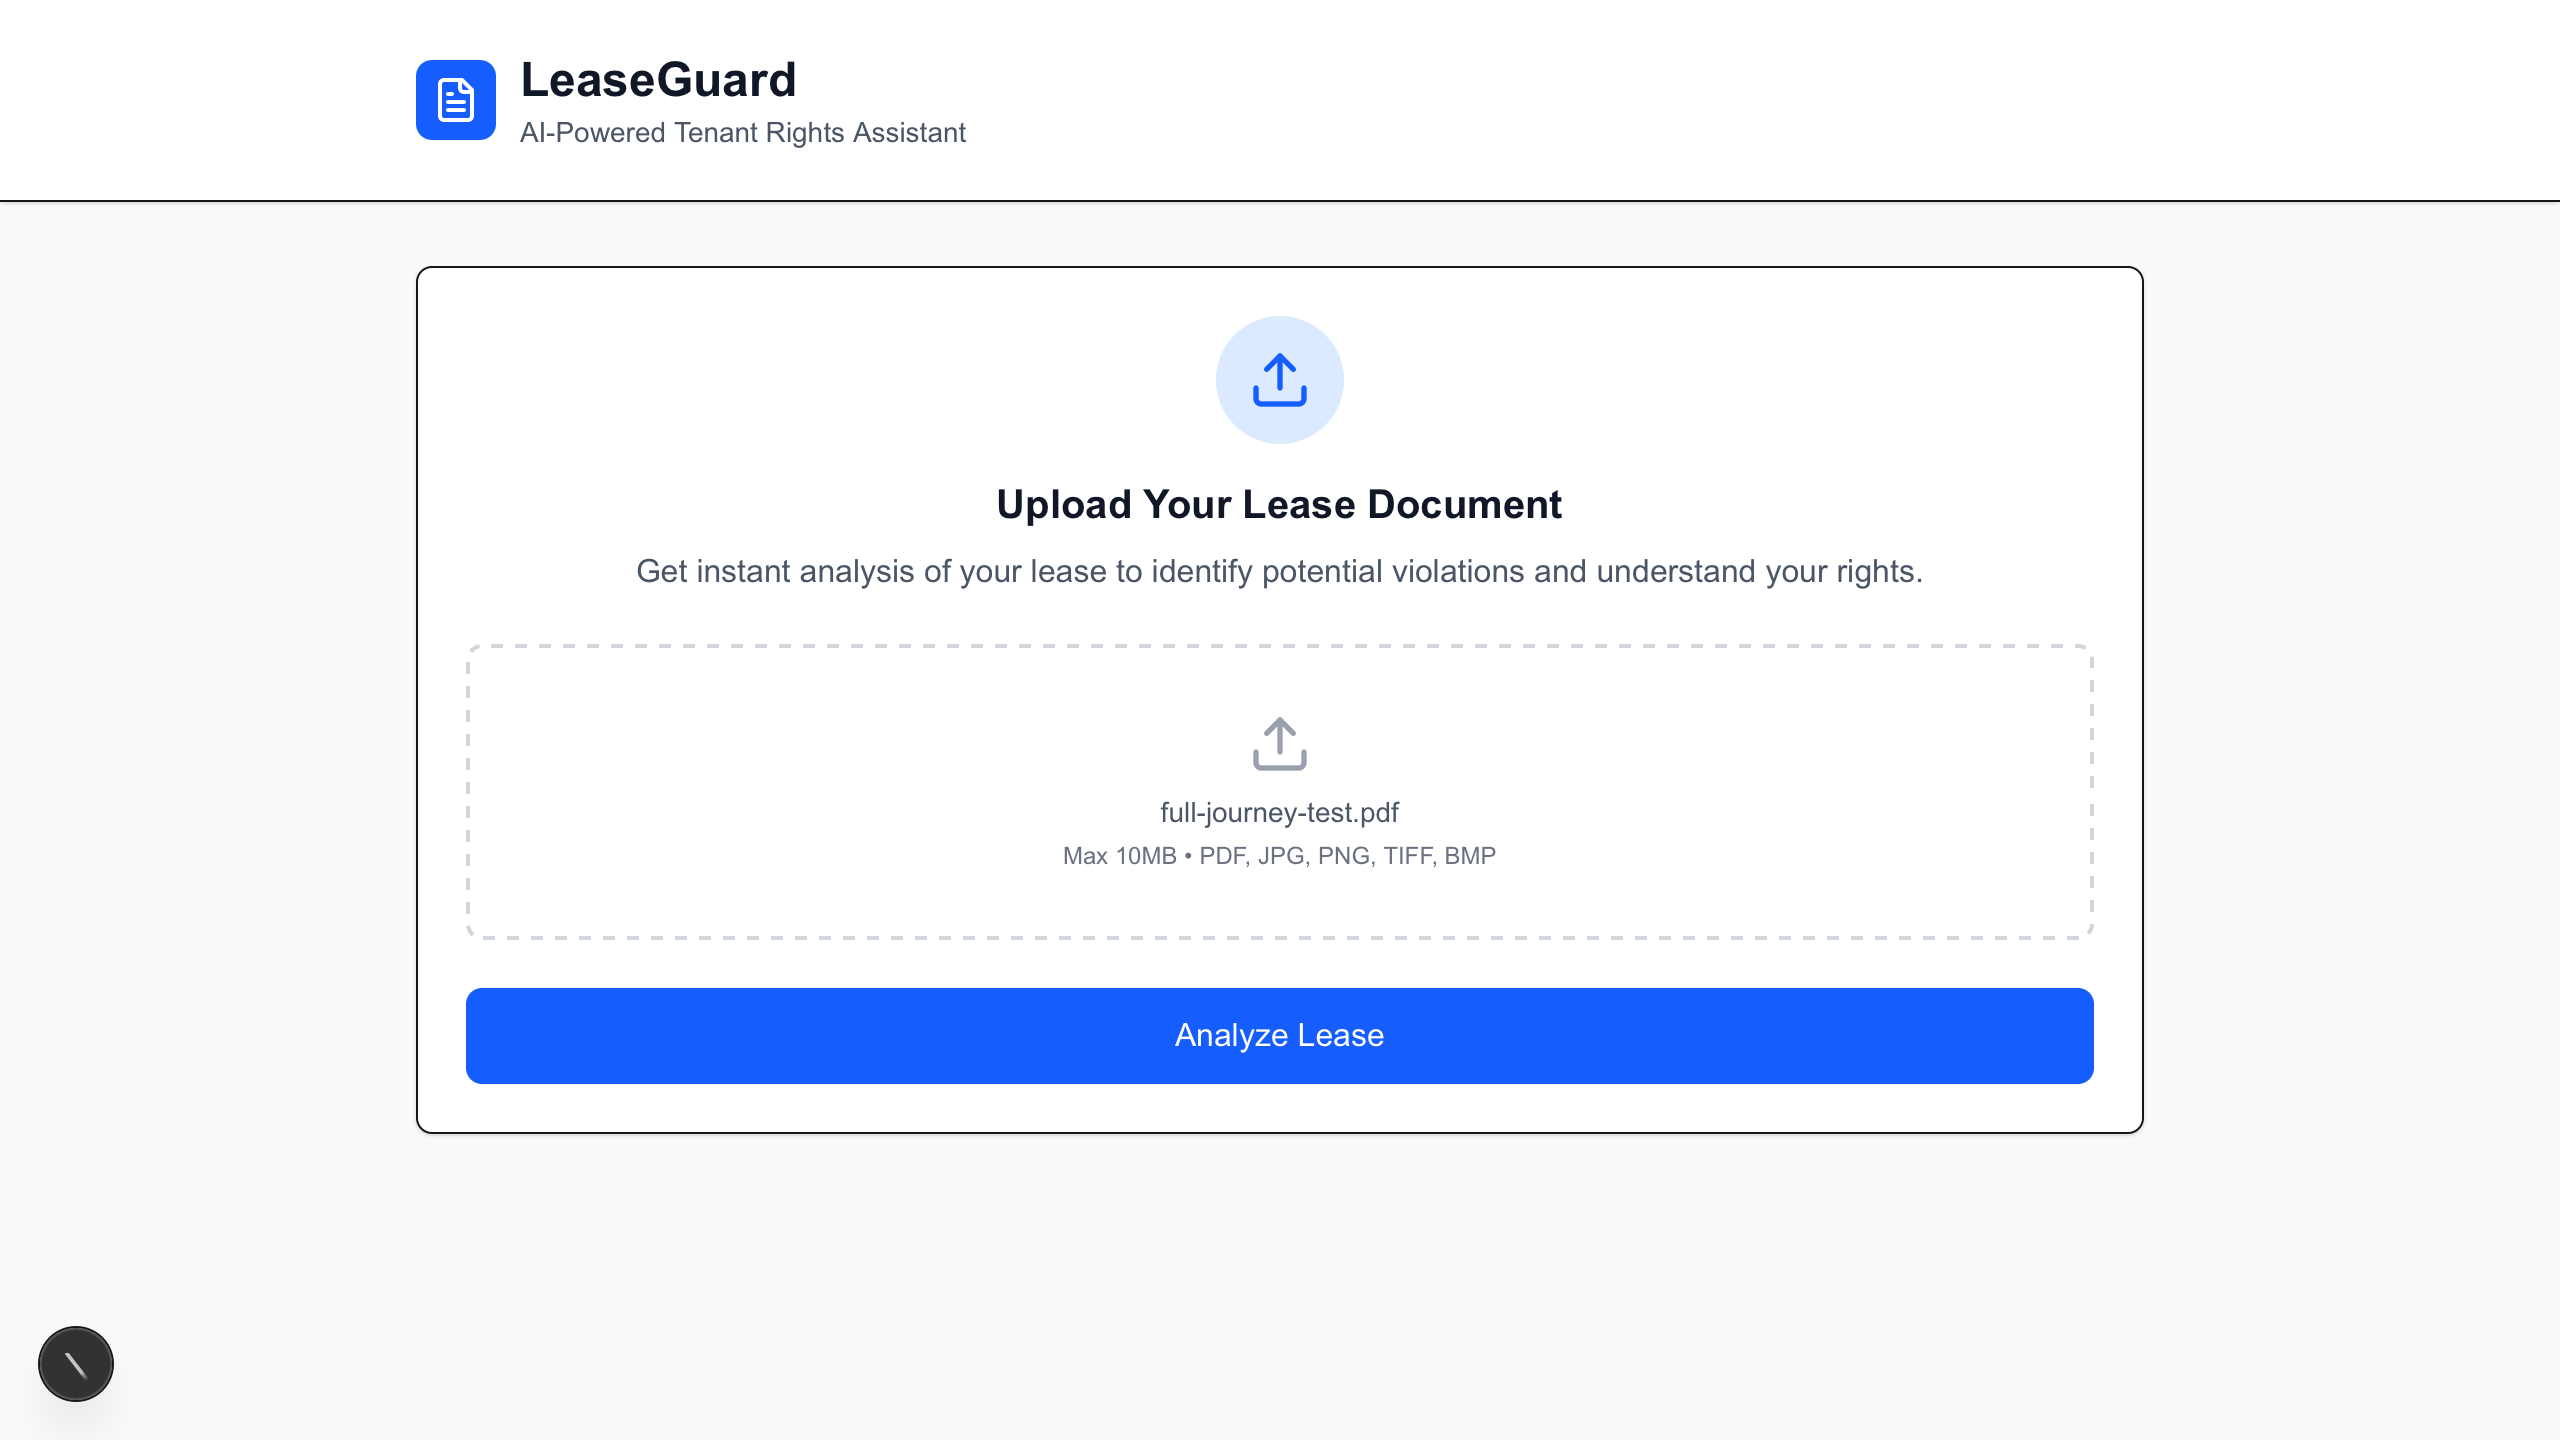 LeaseGuard
AI-Powered Tenant Rights Assistant
Upload Your Lease Document
Get instant analysis of your lease to identify potential violations and understand your rights.
full-journey-test.pdf
Max 10MB • PDF, JPG, PNG, TIFF, BMP
Analyze Lease